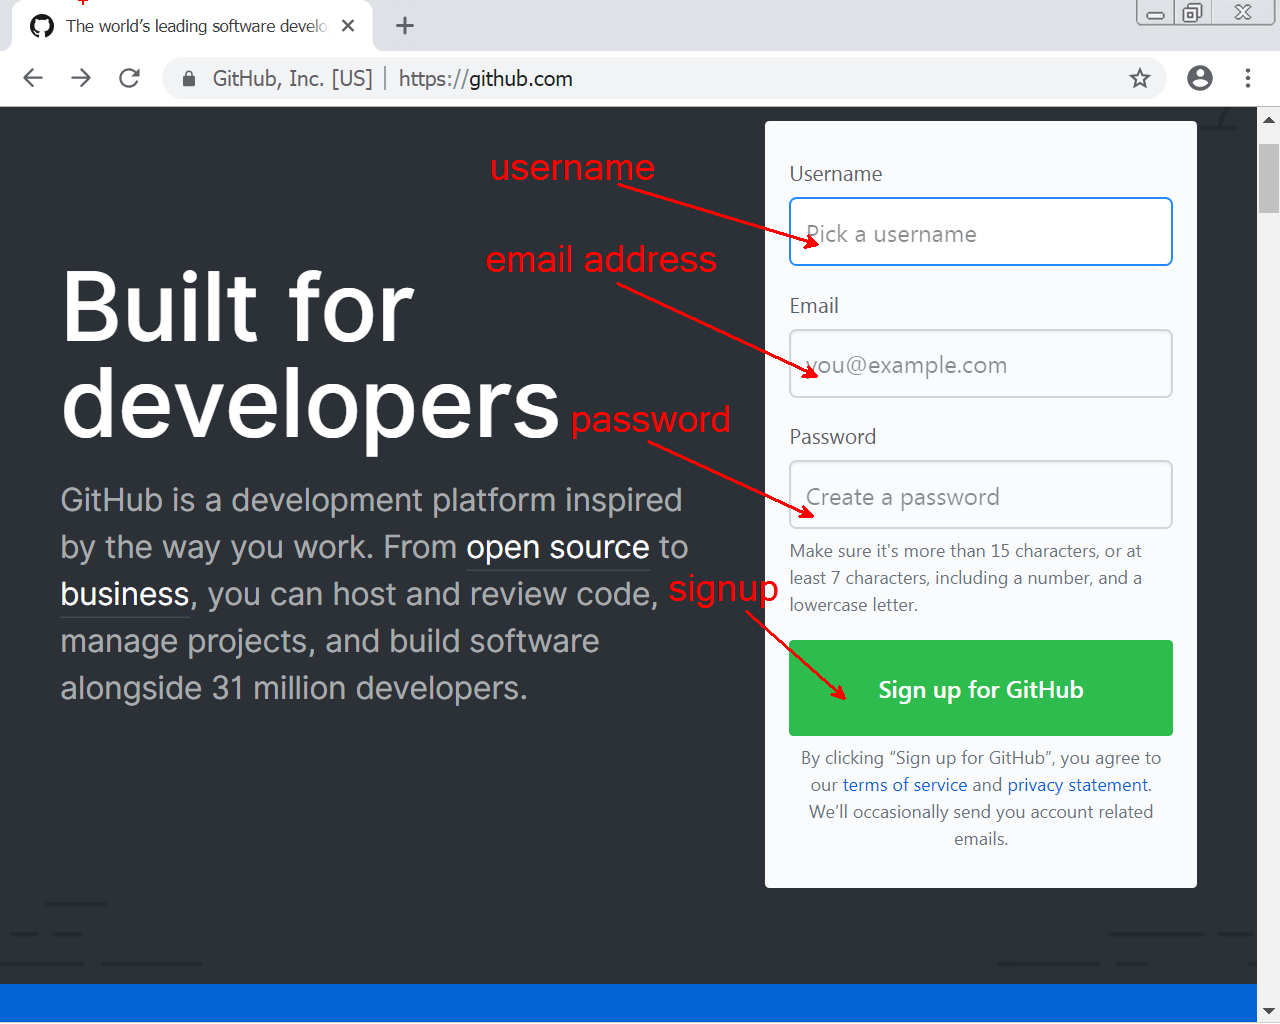 The world's leading software develo
GitHub, Inc. [US] | https://github.com
username
Username
Pick a username
email address
Email
you@example.com
Built for
developers
password
Password
Create a password
GitHub is a development platform inspired
by the way you work. From open source to
business, you can host and review code,
manage projects, and build software
alongside 31 million developers.
Make sure it's more than 15 characters, or at
least 7 characters, including a number, and a
lowercase letter.
signup
Sign up for GitHub
By clicking “Sign up for GitHub”, you agree to
our terms of service and privacy statement.
We’ll occasionally send you account related
emails.